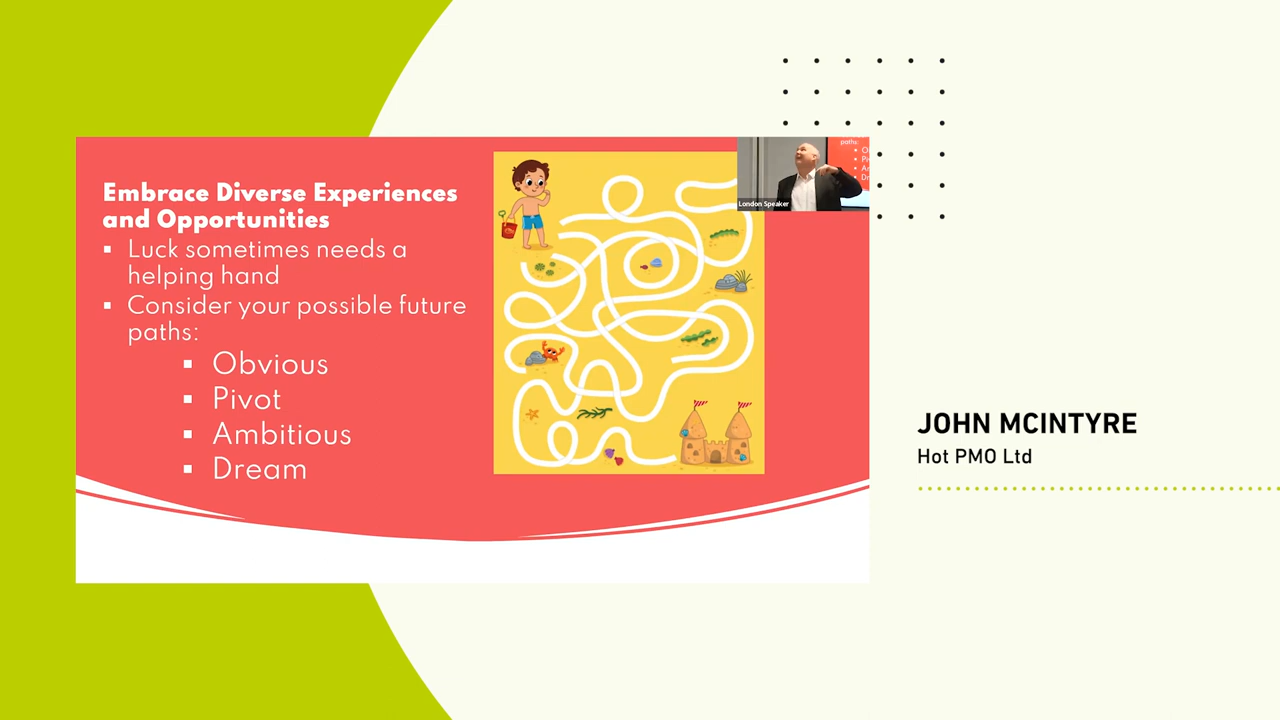 Embrace Diverse Experiences
and Opportunities
▪ Luck sometimes needs a
helping hand
▪ Consider your possible future
paths:
▪ Obvious
▪ Pivot
▪ Ambitious
▪ Dream
London Speaker
paths:
JOHN MCINTYRE
Hot PMO Ltd